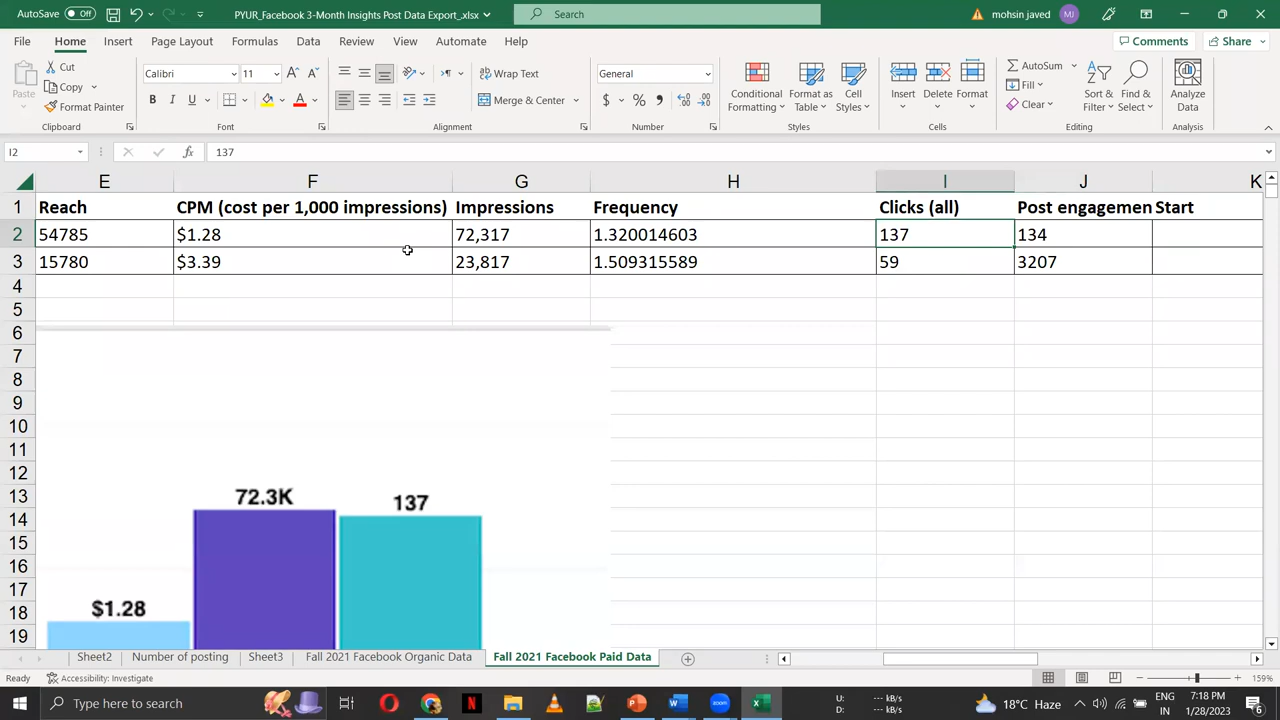 AutoSave Off PYUR_Facebook 3-Month Insights Post Data Export_.xlsx Search mohsin javed MJ
File Home Insert Page Layout Formulas Data Review View Automate Help Comments Share
Paste Cut Copy Format Painter Clipboard
Calibri 11 A A B I U A Font
Wrap Text Merge & Center Alignment
General $ % Number
Conditional Formatting Format as Table Cell Styles Styles
Insert Delete Format Cells
AutoSum Fill Clear Sort & Filter Find & Select Editing
Analyze Data Analysis
I2 fx 137
E F G H I J K
1 Reach CPM (cost per 1,000 impressions) Impressions Frequency Clicks (all) Post engagemen Start
2 54785 $1.28 72,317 1.320014603 137 134
3 15780 $3.39 23,817 1.509315589 59 3207
4
5
6
7
8
9
10
11
12
13
72.3K 137
14
15
16
17
18
$1.28
19
Sheet2 Number of posting Sheet3 Fall 2021 Facebook Organic Data Fall 2021 Facebook Paid Data
Ready Accessibility: Investigate 159%
Type here to search U: D: --- kB/s --- kB/s 18°C Haze ENG IN 7:18 PM 1/28/2023 6